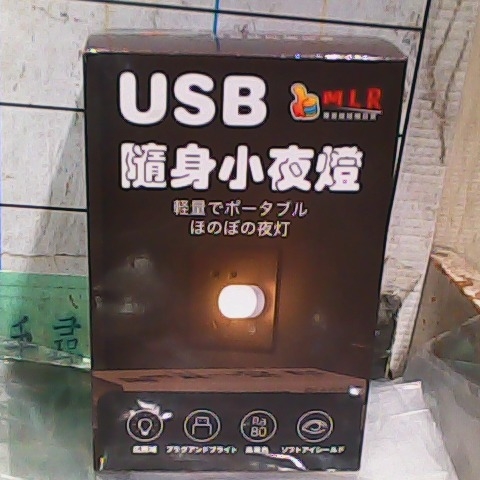 USB
MLR
隨身小夜燈
軽量でポータブル
ほのぼの夜灯
Ra
80
プラグアンドプライト
ソフトアイシールド